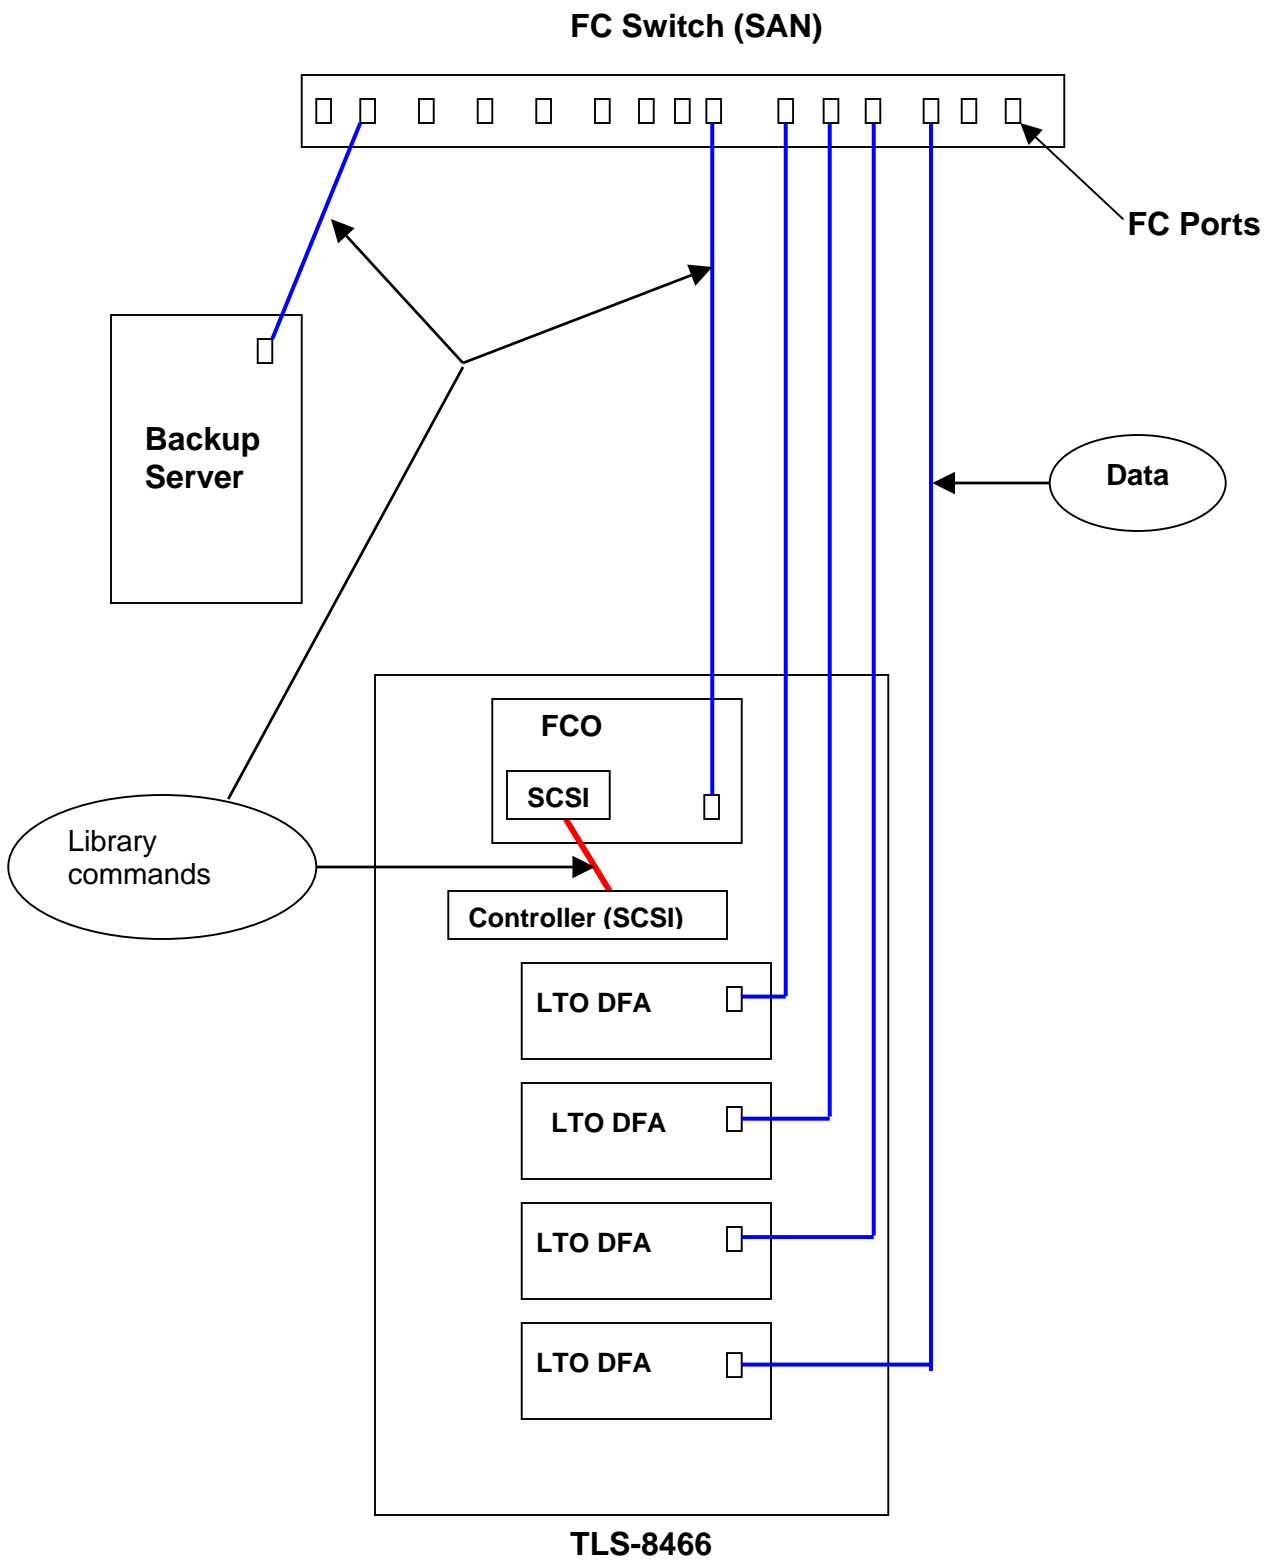 FC Switch (SAN)
FC Ports
Backup
Server
Data
FCO
SCSI
Library
commands
Controller (SCSI)
LTO DFA
LTO DFA
LTO DFA
LTO DFA
TLS-8466